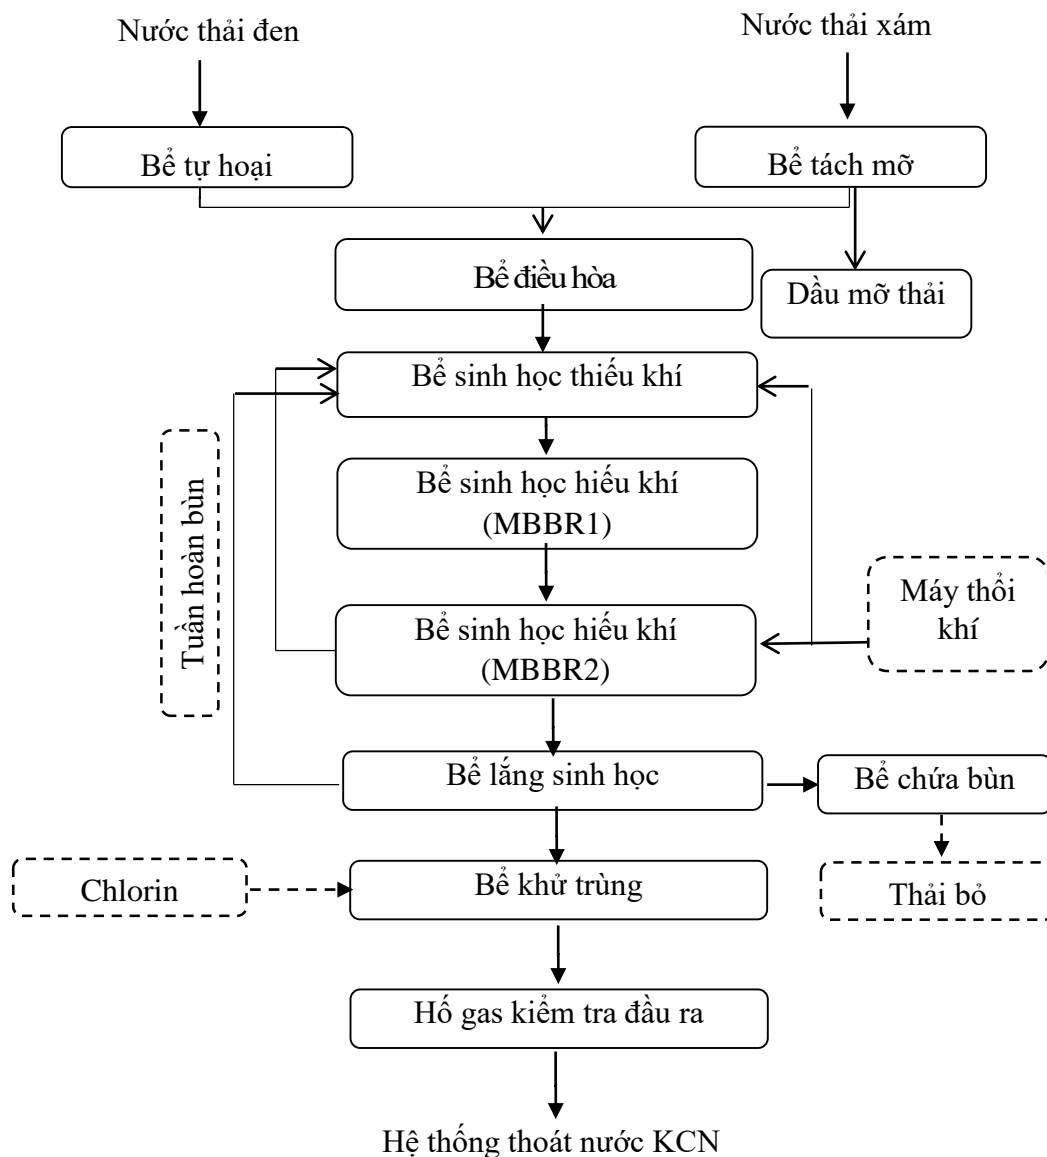 Nước thải đen
Nước thải xám
Bể tự hoại
Bể tách mỡ
Bể điều hòa
Dầu mỡ thải
Bể sinh học thiếu khí
Tuần hoàn bùn
Bể sinh học hiếu khí
(MBBR1)
Máy thổi
khí
Bể sinh học hiếu khí
(MBBR2)
Bể lắng sinh học
Bể chứa bùn
Chlorin
Bể khử trùng
Thải bỏ
Hố gas kiểm tra đầu ra
Hệ thống thoát nước KCN